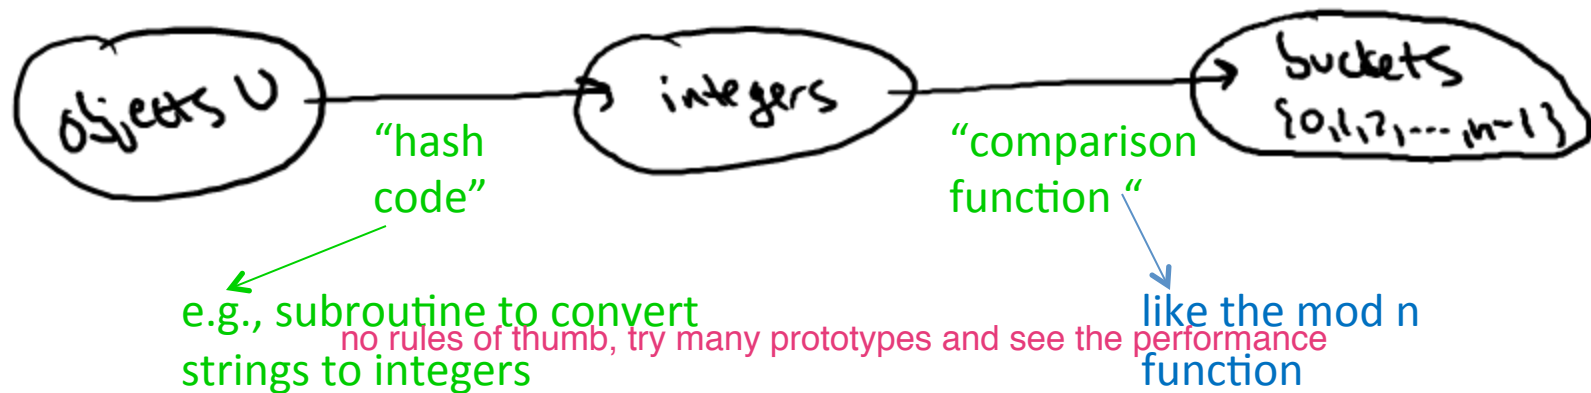 objects U
integers
buckets
{0,1,2,...,n-1}
“hash
code”
“comparison
function “
e.g., subroutine to convert
strings to integers
like the mod n
function
no rules of thumb, try many prototypes and see the performance